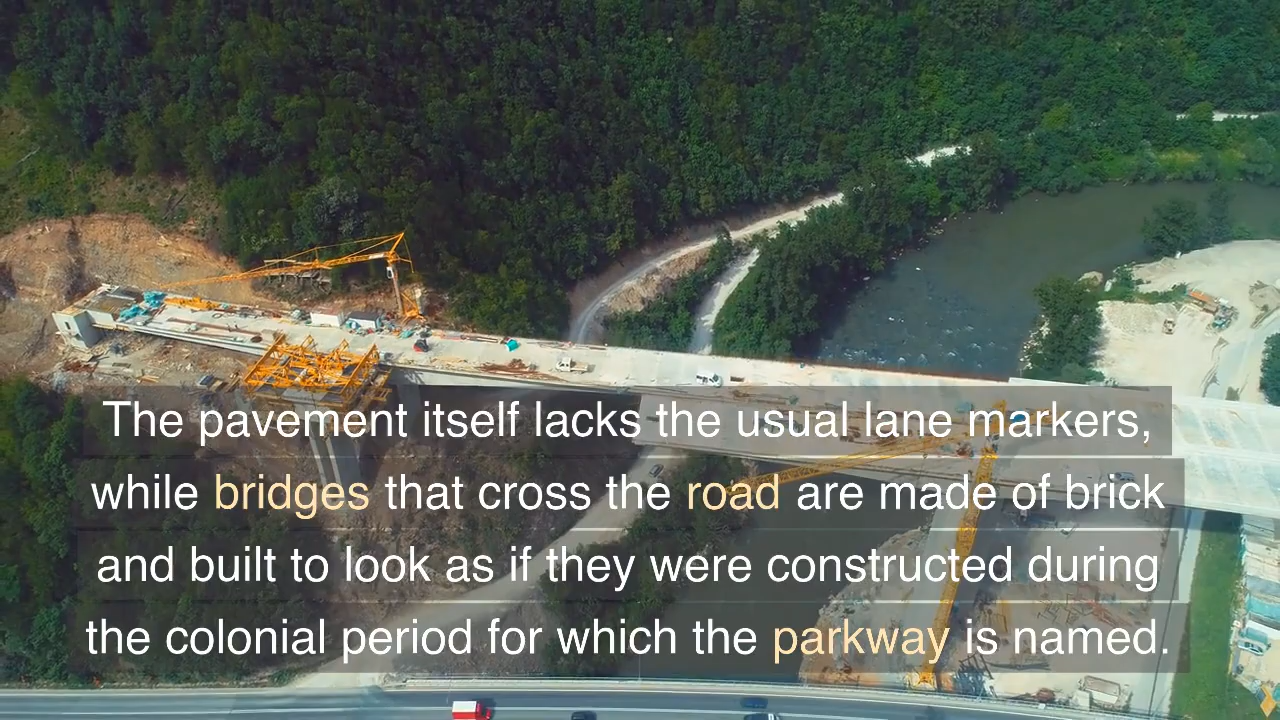 The pavement itself lacks the usual lane markers,
while bridges that cross the road are made of brick
and built to look as if they were constructed during
the colonial period for which the parkway is named.